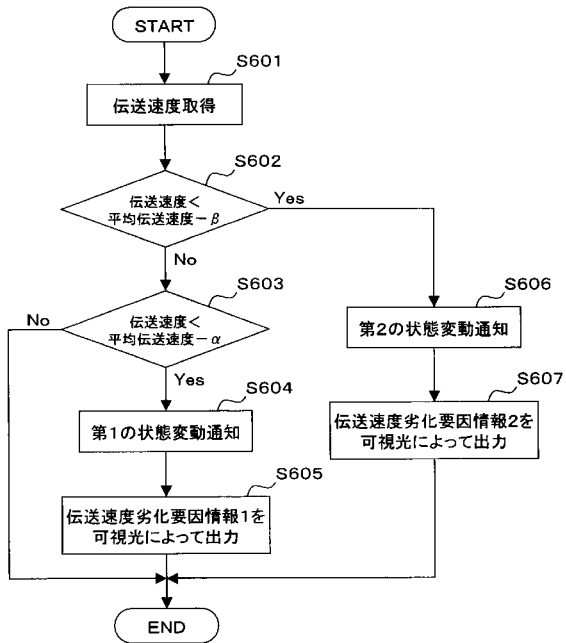 START
S601
伝送速度取得
S602
伝送速度<
平均伝送速度-β
Yes
No
S603
伝送速度<
平均伝送速度-α
No
Yes
S604
第1の状態変動通知
S605
伝送速度劣化要因情報1を
可視光によって出力
S606
第2の状態変動通知
S607
伝送速度劣化要因情報2を
可視光によって出力
END